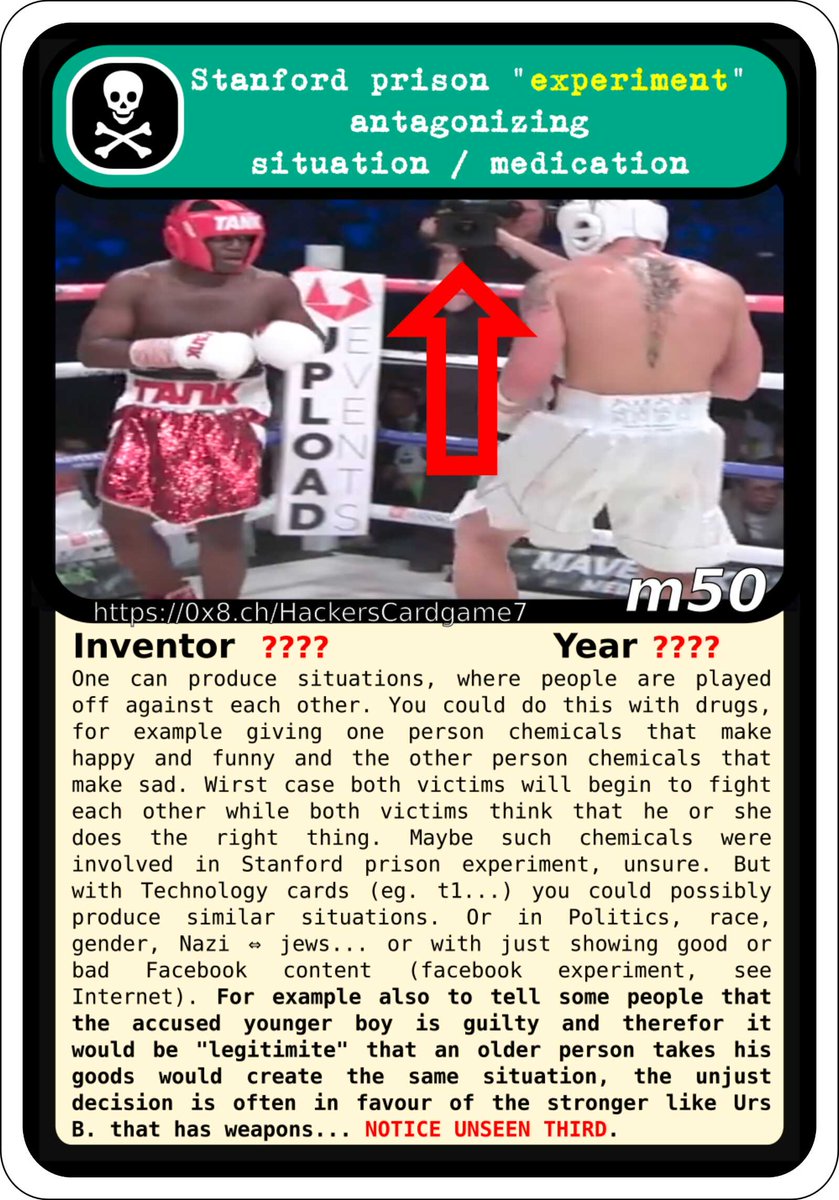 Stanford prison "experiment"
antagonizing
situation / medication
TANK
TANK
TANK
UPLOAD
EVENTS
MAVE
m50
https://0x8.ch/HackersCardgame7
Inventor ???? Year ????
One can produce situations, where people are played
off against each other. You could do this with drugs,
for example giving one person chemicals that make
happy and funny and the other person chemicals that
make sad. Wirst case both victims will begin to fight
each other while both victims think that he or she
does the right thing. Maybe such chemicals were
involved in Stanford prison experiment, unsure. But
with Technology cards (eg. t1...) you could possibly
produce similar situations. Or in Politics, race,
gender, Nazi ⇔ jews... or with just showing good or
bad Facebook content (facebook experiment, see
Internet). For example also to tell some people that
the accused younger boy is guilty and therefor it
would be "legitimite" that an older person takes his
goods would create the same situation, the unjust
decision is often in favour of the stronger like Urs
B. that has weapons... NOTICE UNSEEN THIRD.